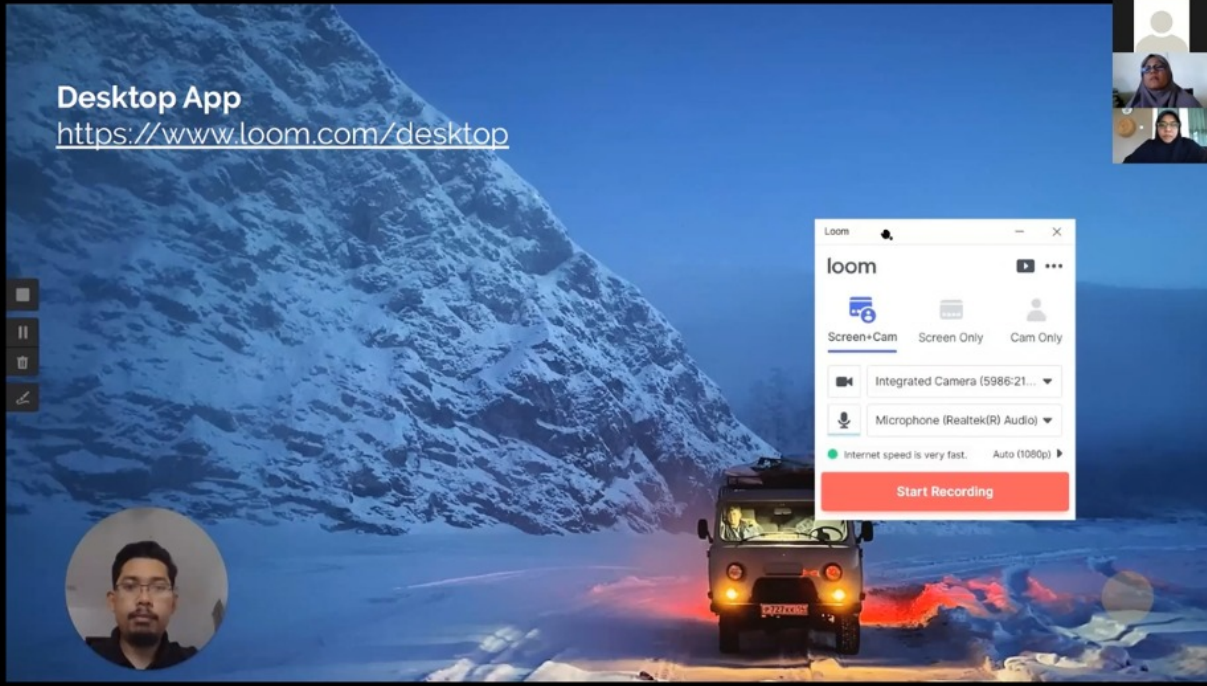 Desktop App
https://www.loom.com/desktop
Loom
loom
Screen+Cam
Screen Only
Cam Only
Integrated Camera (5986:21...
Microphone (Realtek(R) Audio)
Internet speed is very fast.
Auto (1080p)
Start Recording